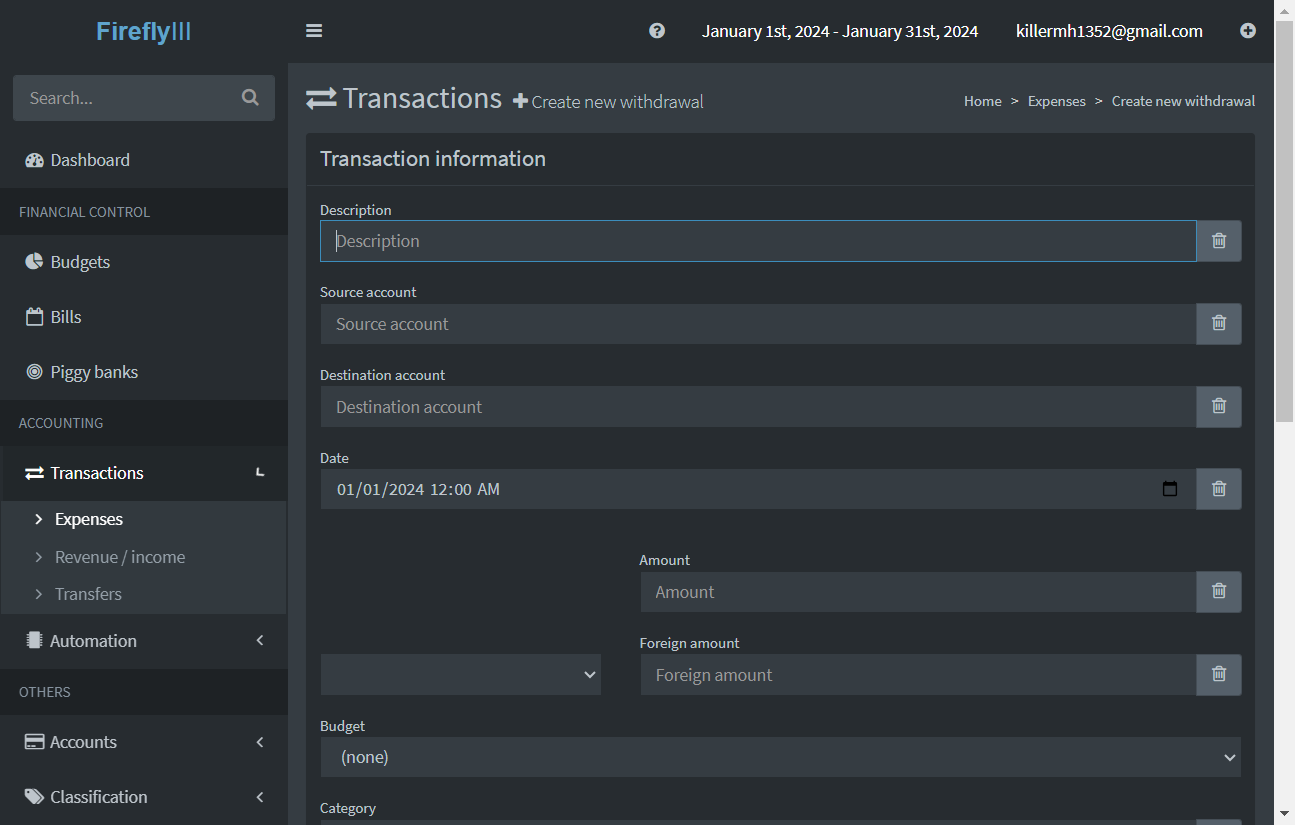 FireflyIII
January 1st, 2024 - January 31st, 2024
killermh1352@gmail.com
Search...
Dashboard
FINANCIAL CONTROL
Budgets
Bills
Piggy banks
ACCOUNTING
Transactions
Expenses
Revenue / income
Transfers
Automation
OTHERS
Accounts
Classification
Transactions Create new withdrawal
Home > Expenses > Create new withdrawal
Transaction information
Description
Description
Source account
Source account
Destination account
Destination account
Date
01/01/2024 12:00 AM
Amount
Amount
Foreign amount
Foreign amount
Budget
(none)
Category